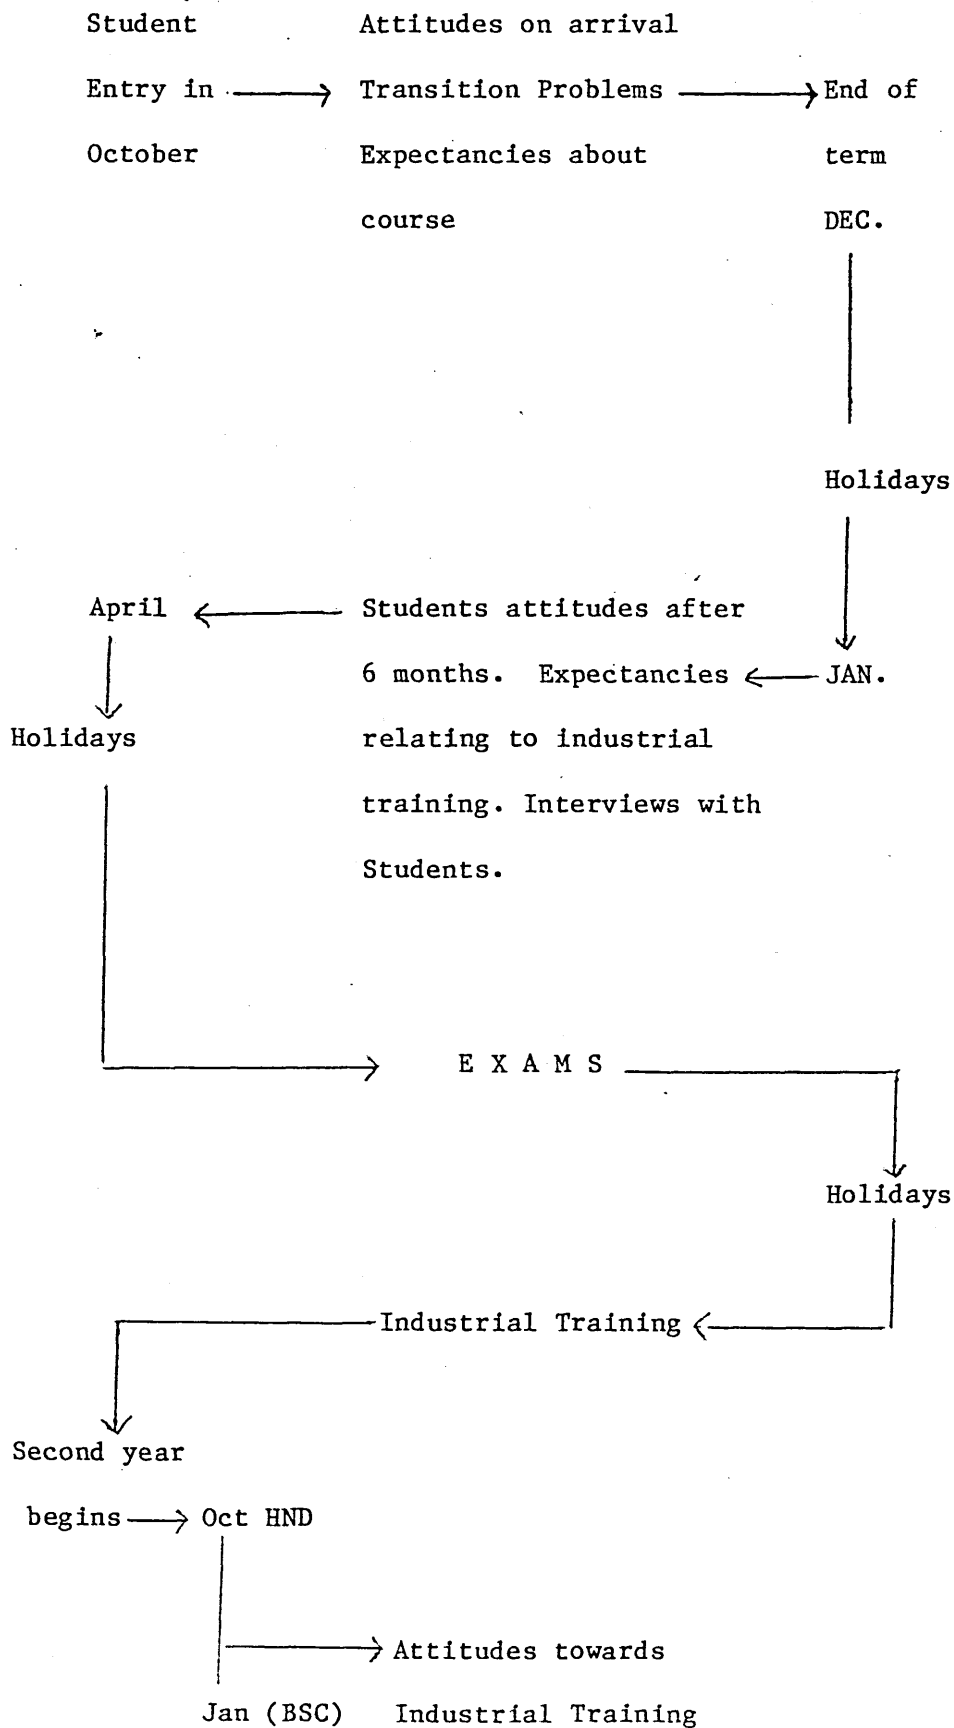 Student Attitudes on arrival
Entry in Transition Problems End of
October Expectancies about term
course DEC.
Holidays
April Students attitudes after
6 months. Expectancies JAN.
Holidays relating to industrial
training. Interviews with
Students.
E X A M S
Holidays
Industrial Training
Second year
begins Oct HND
Attitudes towards
Jan (BSC) Industrial Training